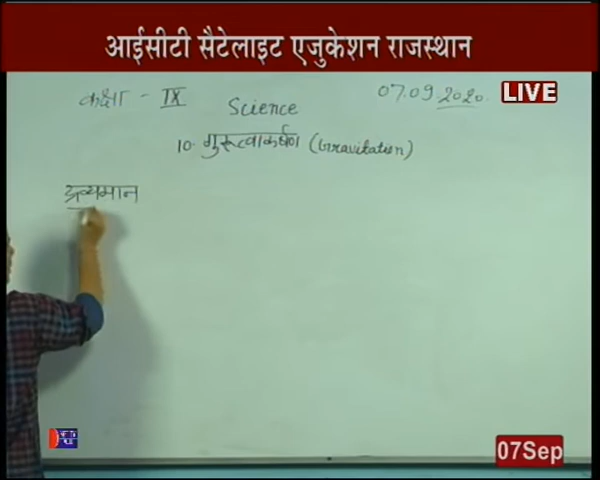 आईसीटी सैटेलाइट एजुकेशन राजस्थान
कक्षा - IX
07.09.2020.
LIVE
Science
10. गुरूत्वाकर्षण (Gravitation)
द्रव्यमान
07Sep